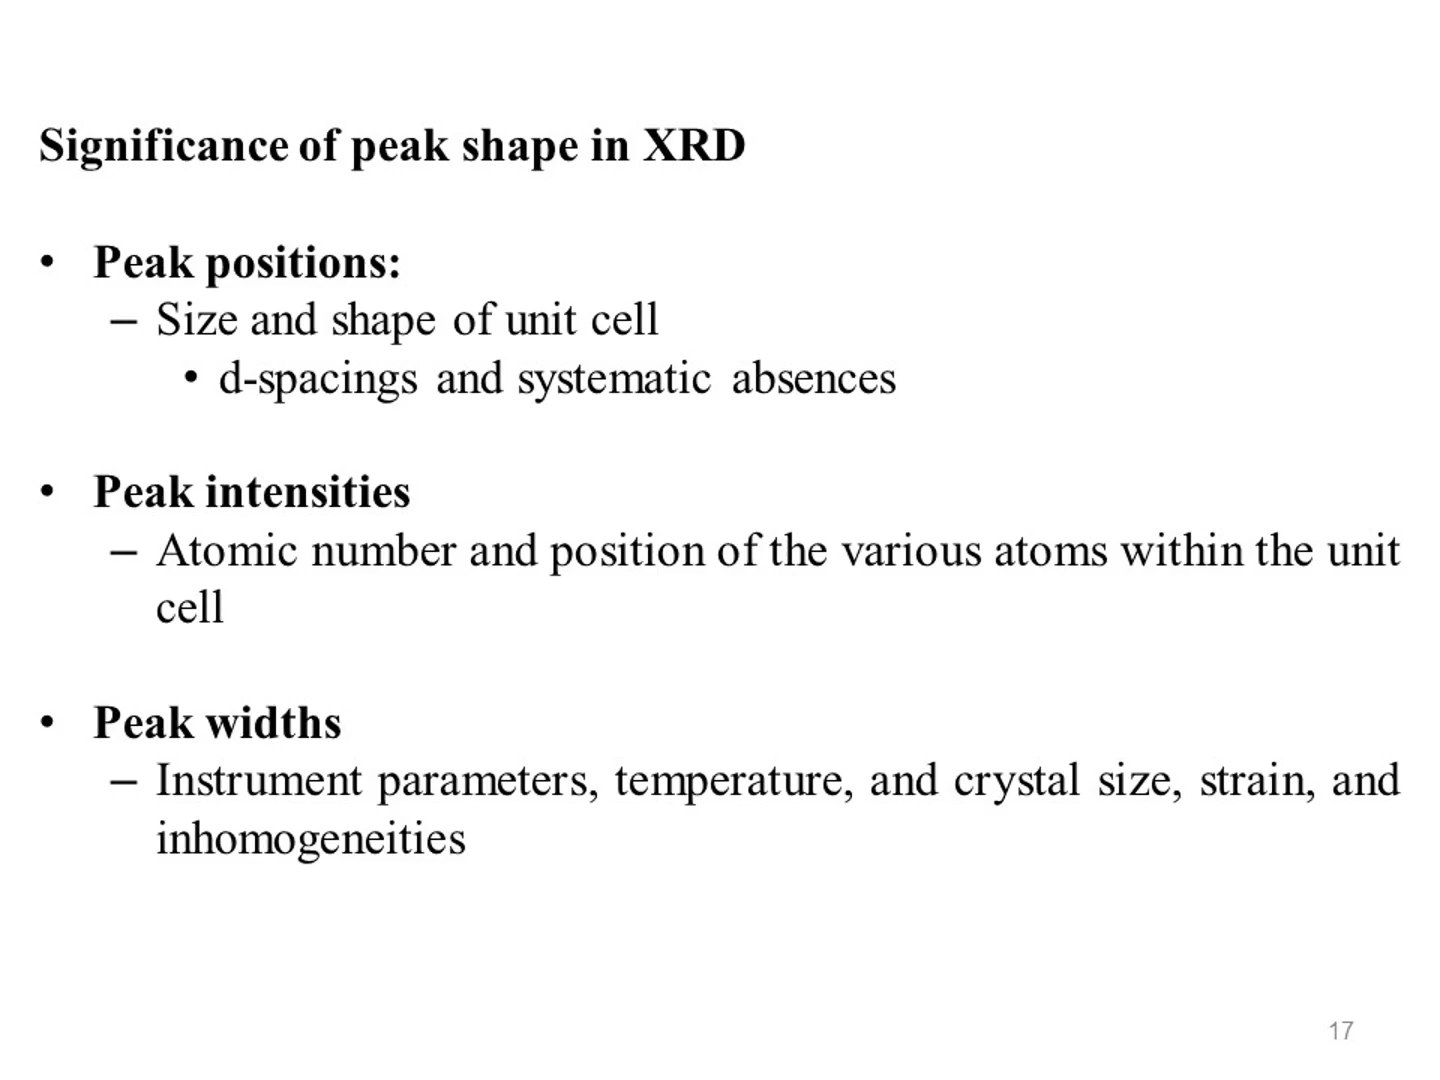 Significance of peak shape in XRD
• Peak positions:
– Size and shape of unit cell
• d-spacings and systematic absences
• Peak intensities
– Atomic number and position of the various atoms within the unit
cell
• Peak widths
– Instrument parameters, temperature, and crystal size, strain, and
inhomogeneities
17